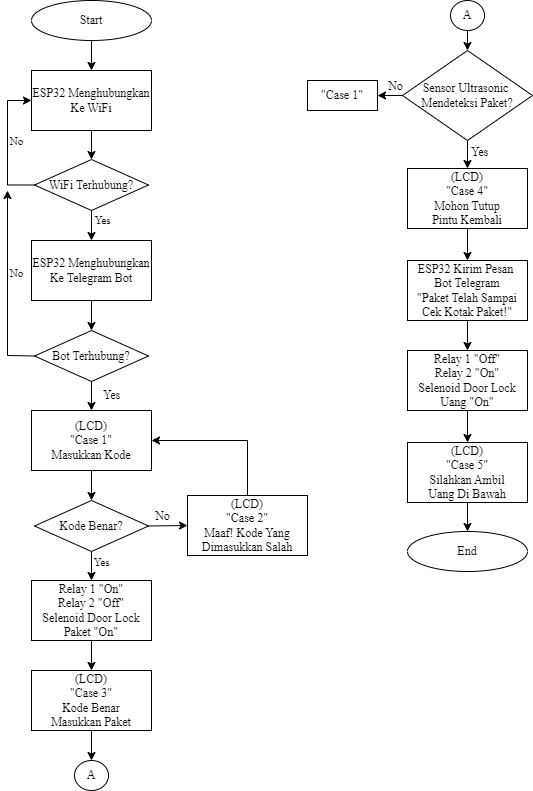 Start
ESP32 Menghubungkan
Ke WiFi
No
WiFi Terhubung?
Yes
ESP32 Menghubungkan
Ke Telegram Bot
No
Bot Terhubung?
Yes
(LCD)
"Case 1"
Masukkan Kode
Kode Benar?
No
(LCD)
"Case 2"
Maaf! Kode Yang
Dimasukkan Salah
Yes
Relay 1 "On"
Relay 2 "Off"
Selenoid Door Lock
Paket "On"
(LCD)
"Case 3"
Kode Benar
Masukkan Paket
A
A
Sensor Ultrasonic
Mendeteksi Paket?
No
"Case 1"
Yes
(LCD)
"Case 4"
Mohon Tutup
Pintu Kembali
ESP32 Kirim Pesan
Bot Telegram
"Paket Telah Sampai
Cek Kotak Paket!"
Relay 1 "Off"
Relay 2 "On"
Selenoid Door Lock
Uang "On"
(LCD)
"Case 5"
Silahkan Ambil
Uang Di Bawah
End